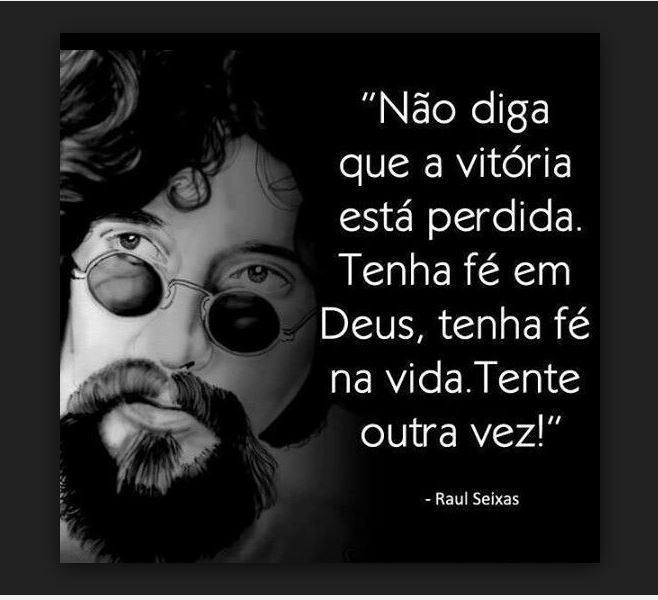 “Não diga
que a vitória
está perdida.
Tenha fé em
Deus, tenha fé
na vida.Tente
outra vez!”
- Raul Seixas